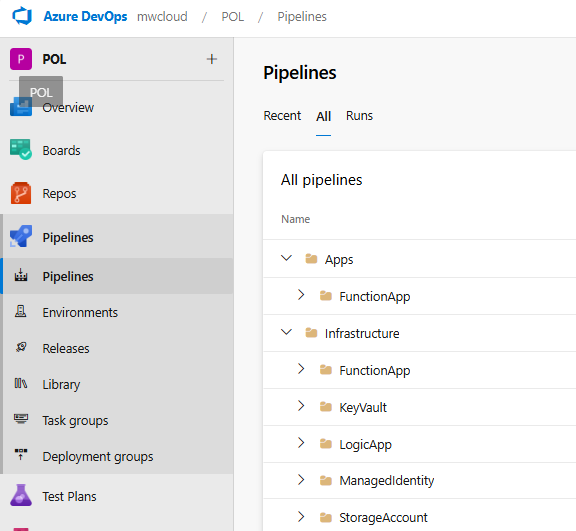 Azure DevOps mwcloud / POL / Pipelines
P POL +
POL
Overview
Boards
Repos
Pipelines
Pipelines
Environments
Releases
Library
Task groups
Deployment groups
Test Plans
Pipelines
Recent All Runs
All pipelines
Name
Apps
FunctionApp
Infrastructure
FunctionApp
KeyVault
LogicApp
ManagedIdentity
StorageAccount